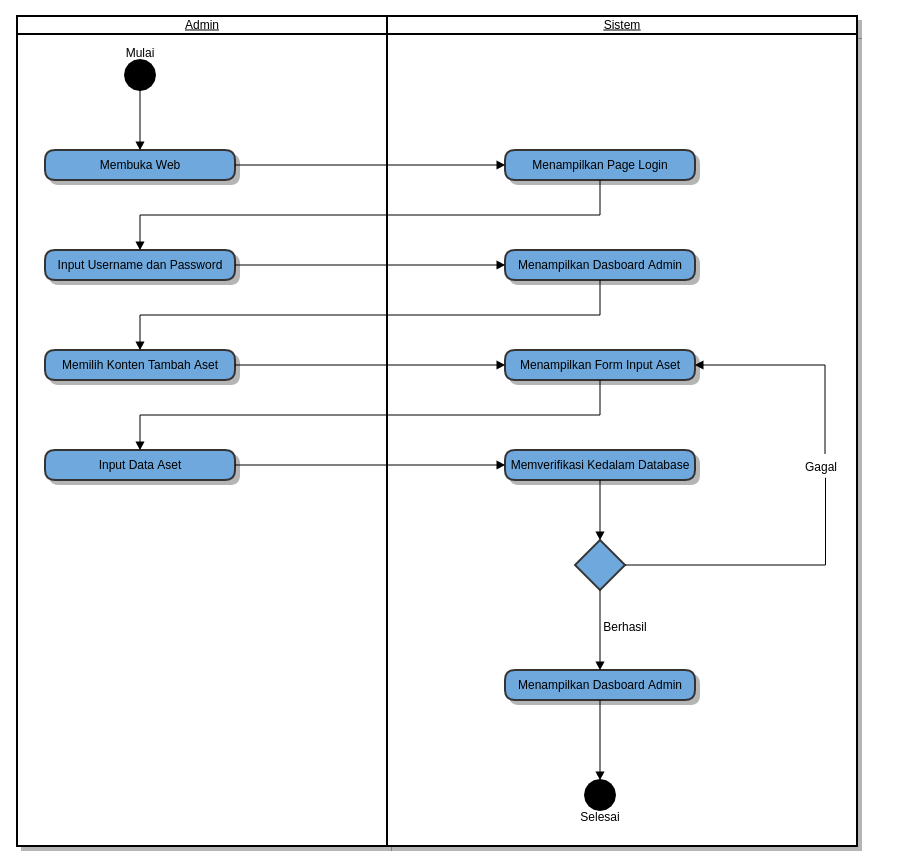 Admin
Sistem
Mulai
Membuka Web
Menampilkan Page Login
Input Username dan Password
Menampilkan Dasboard Admin
Memilih Konten Tambah Aset
Menampilkan Form Input Aset
Input Data Aset
Memverifikasi Kedalam Database
Gagal
Berhasil
Menampilkan Dasboard Admin
Selesai